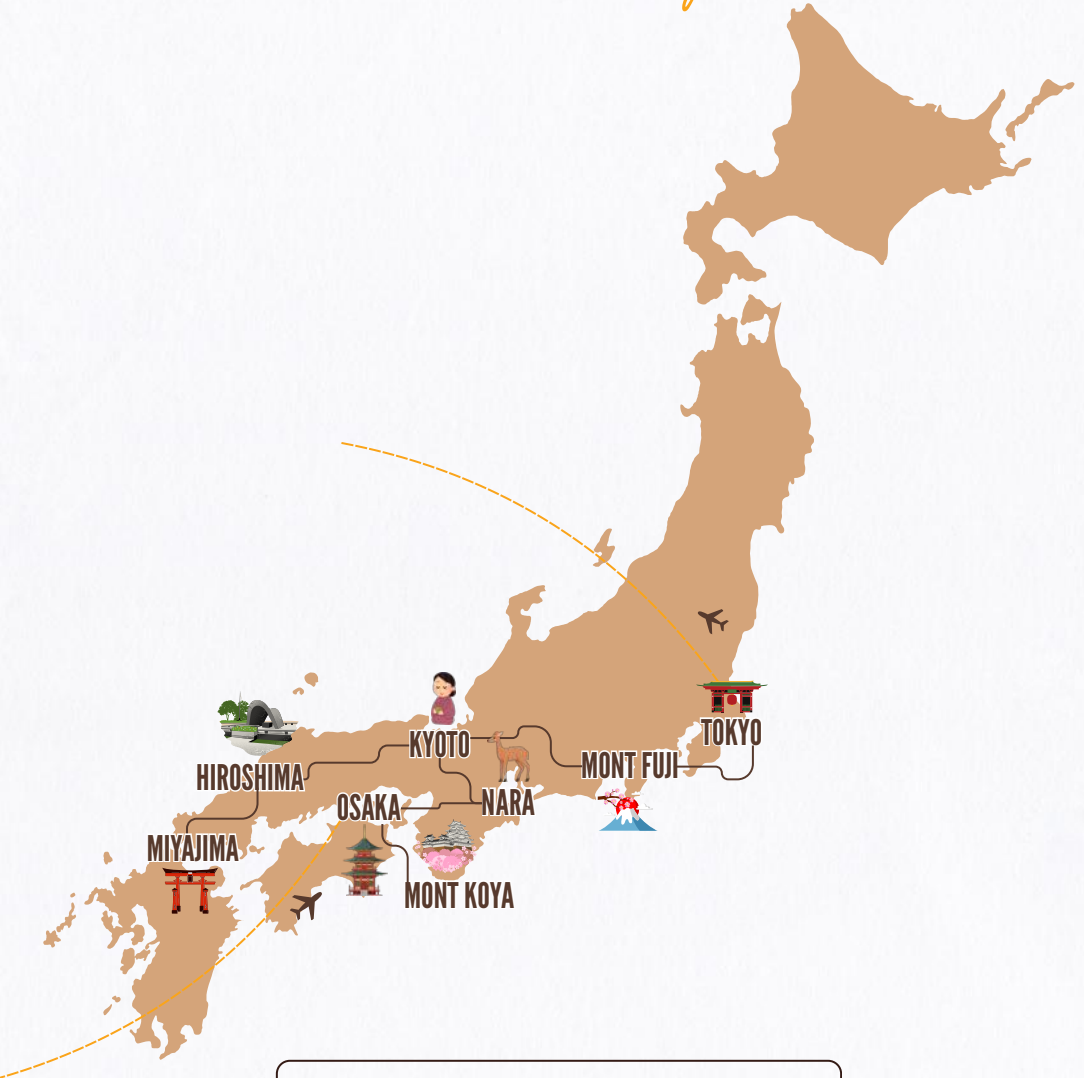 TOKYO
KYOTO
MONT FUJI
HIROSHIMA
OSAKA
NARA
MIYAJIMA
MONT KOYA